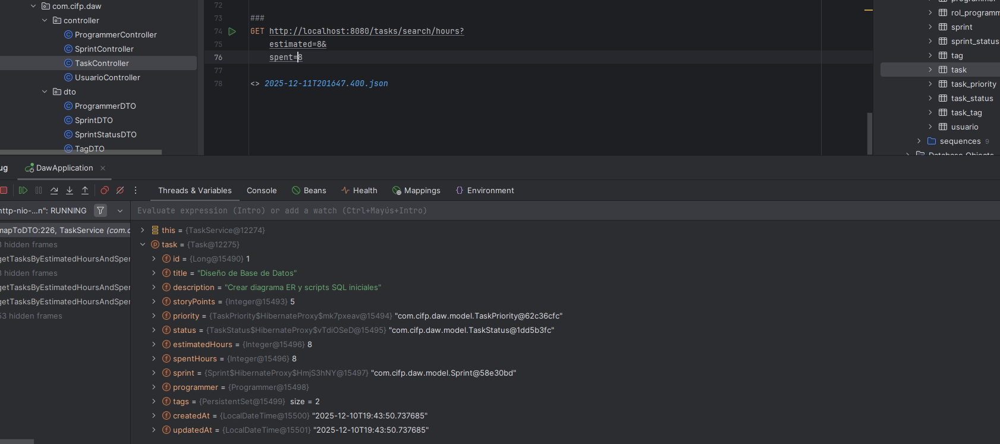 com.cifp.daw
controller
ProgrammerController
SprintController
TaskController
UsuarioController
dto
ProgrammerDTO
SprintDTO
SprintStatusDTO
TagDTO
72
73 ###
74 GET http://localhost:8080/tasks/search/hours?
75 estimated=8&
76 spent=8
77
78 <> 2025-12-11T201647.400.json
programmer
rol_programm
sprint
sprint_status
tag
task
task_priority
task_status
task_tag
usuario
sequences 9
Database Objects
ug
DawApplication
Threads & Variables
Console
Beans
Health
Mappings
Environment
http-nio-...n": RUNNING
Evaluate expression (Intro) or add a watch (Ctrl+Mayús+Intro)
mapToDTO:226, TaskService (com.c
hidden frames
getTasksByEstimatedHoursAndSper
hidden frames
getTasksByEstimatedHoursAndSper
getTasksByEstimatedHoursAndSper
53 hidden frames
this = {TaskService@12274}
task = {Task@12275}
id = {Long@15490} 1
title = "Diseño de Base de Datos"
description = "Crear diagrama ER y scripts SQL iniciales"
storyPoints = {Integer@15493} 5
priority = {TaskPriority$HibernateProxy$mk7pxeav@15494} "com.cifp.daw.model.TaskPriority@62c36cfc"
status = {TaskStatus$HibernateProxy$vTdiOSeD@15495} "com.cifp.daw.model.TaskStatus@1dd5b3fc"
estimatedHours = {Integer@15496} 8
spentHours = {Integer@15496} 8
sprint = {Sprint$HibernateProxy$HmjS3hNY@15497} "com.cifp.daw.model.Sprint@58e30bd"
programmer = {Programmer@15498}
tags = {PersistentSet@15499} size = 2
createdAt = {LocalDateTime@15500} "2025-12-10T19:43:50.737685"
updatedAt = {LocalDateTime@15501} "2025-12-10T19:43:50.737685"